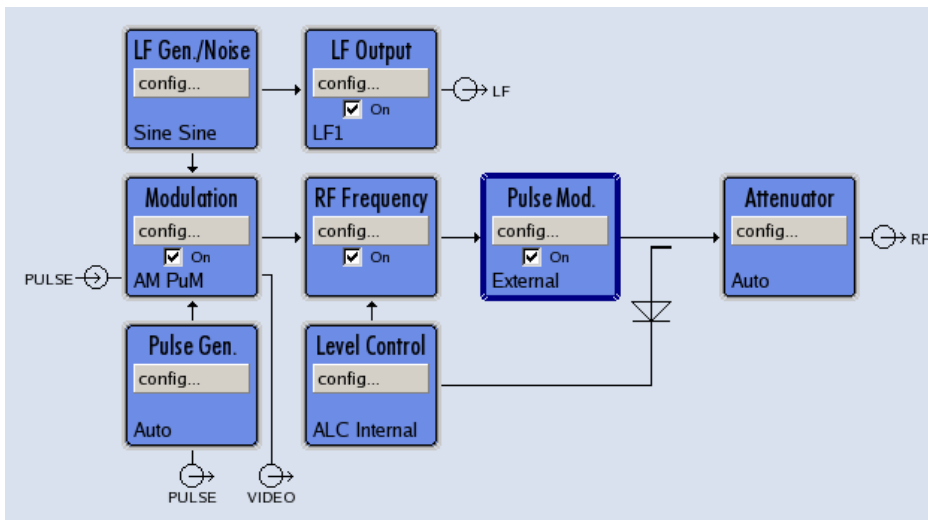 LF Gen./Noise
config...
Sine Sine
LF Output
config...
On
LF1
LF
Modulation
config...
On
AM PuM
PULSE
RF Frequency
config...
On
Pulse Mod.
config...
On
External
Attenuator
config...
Auto
RF
Pulse Gen.
config...
Auto
Level Control
config...
ALC Internal
PULSE
VIDEO